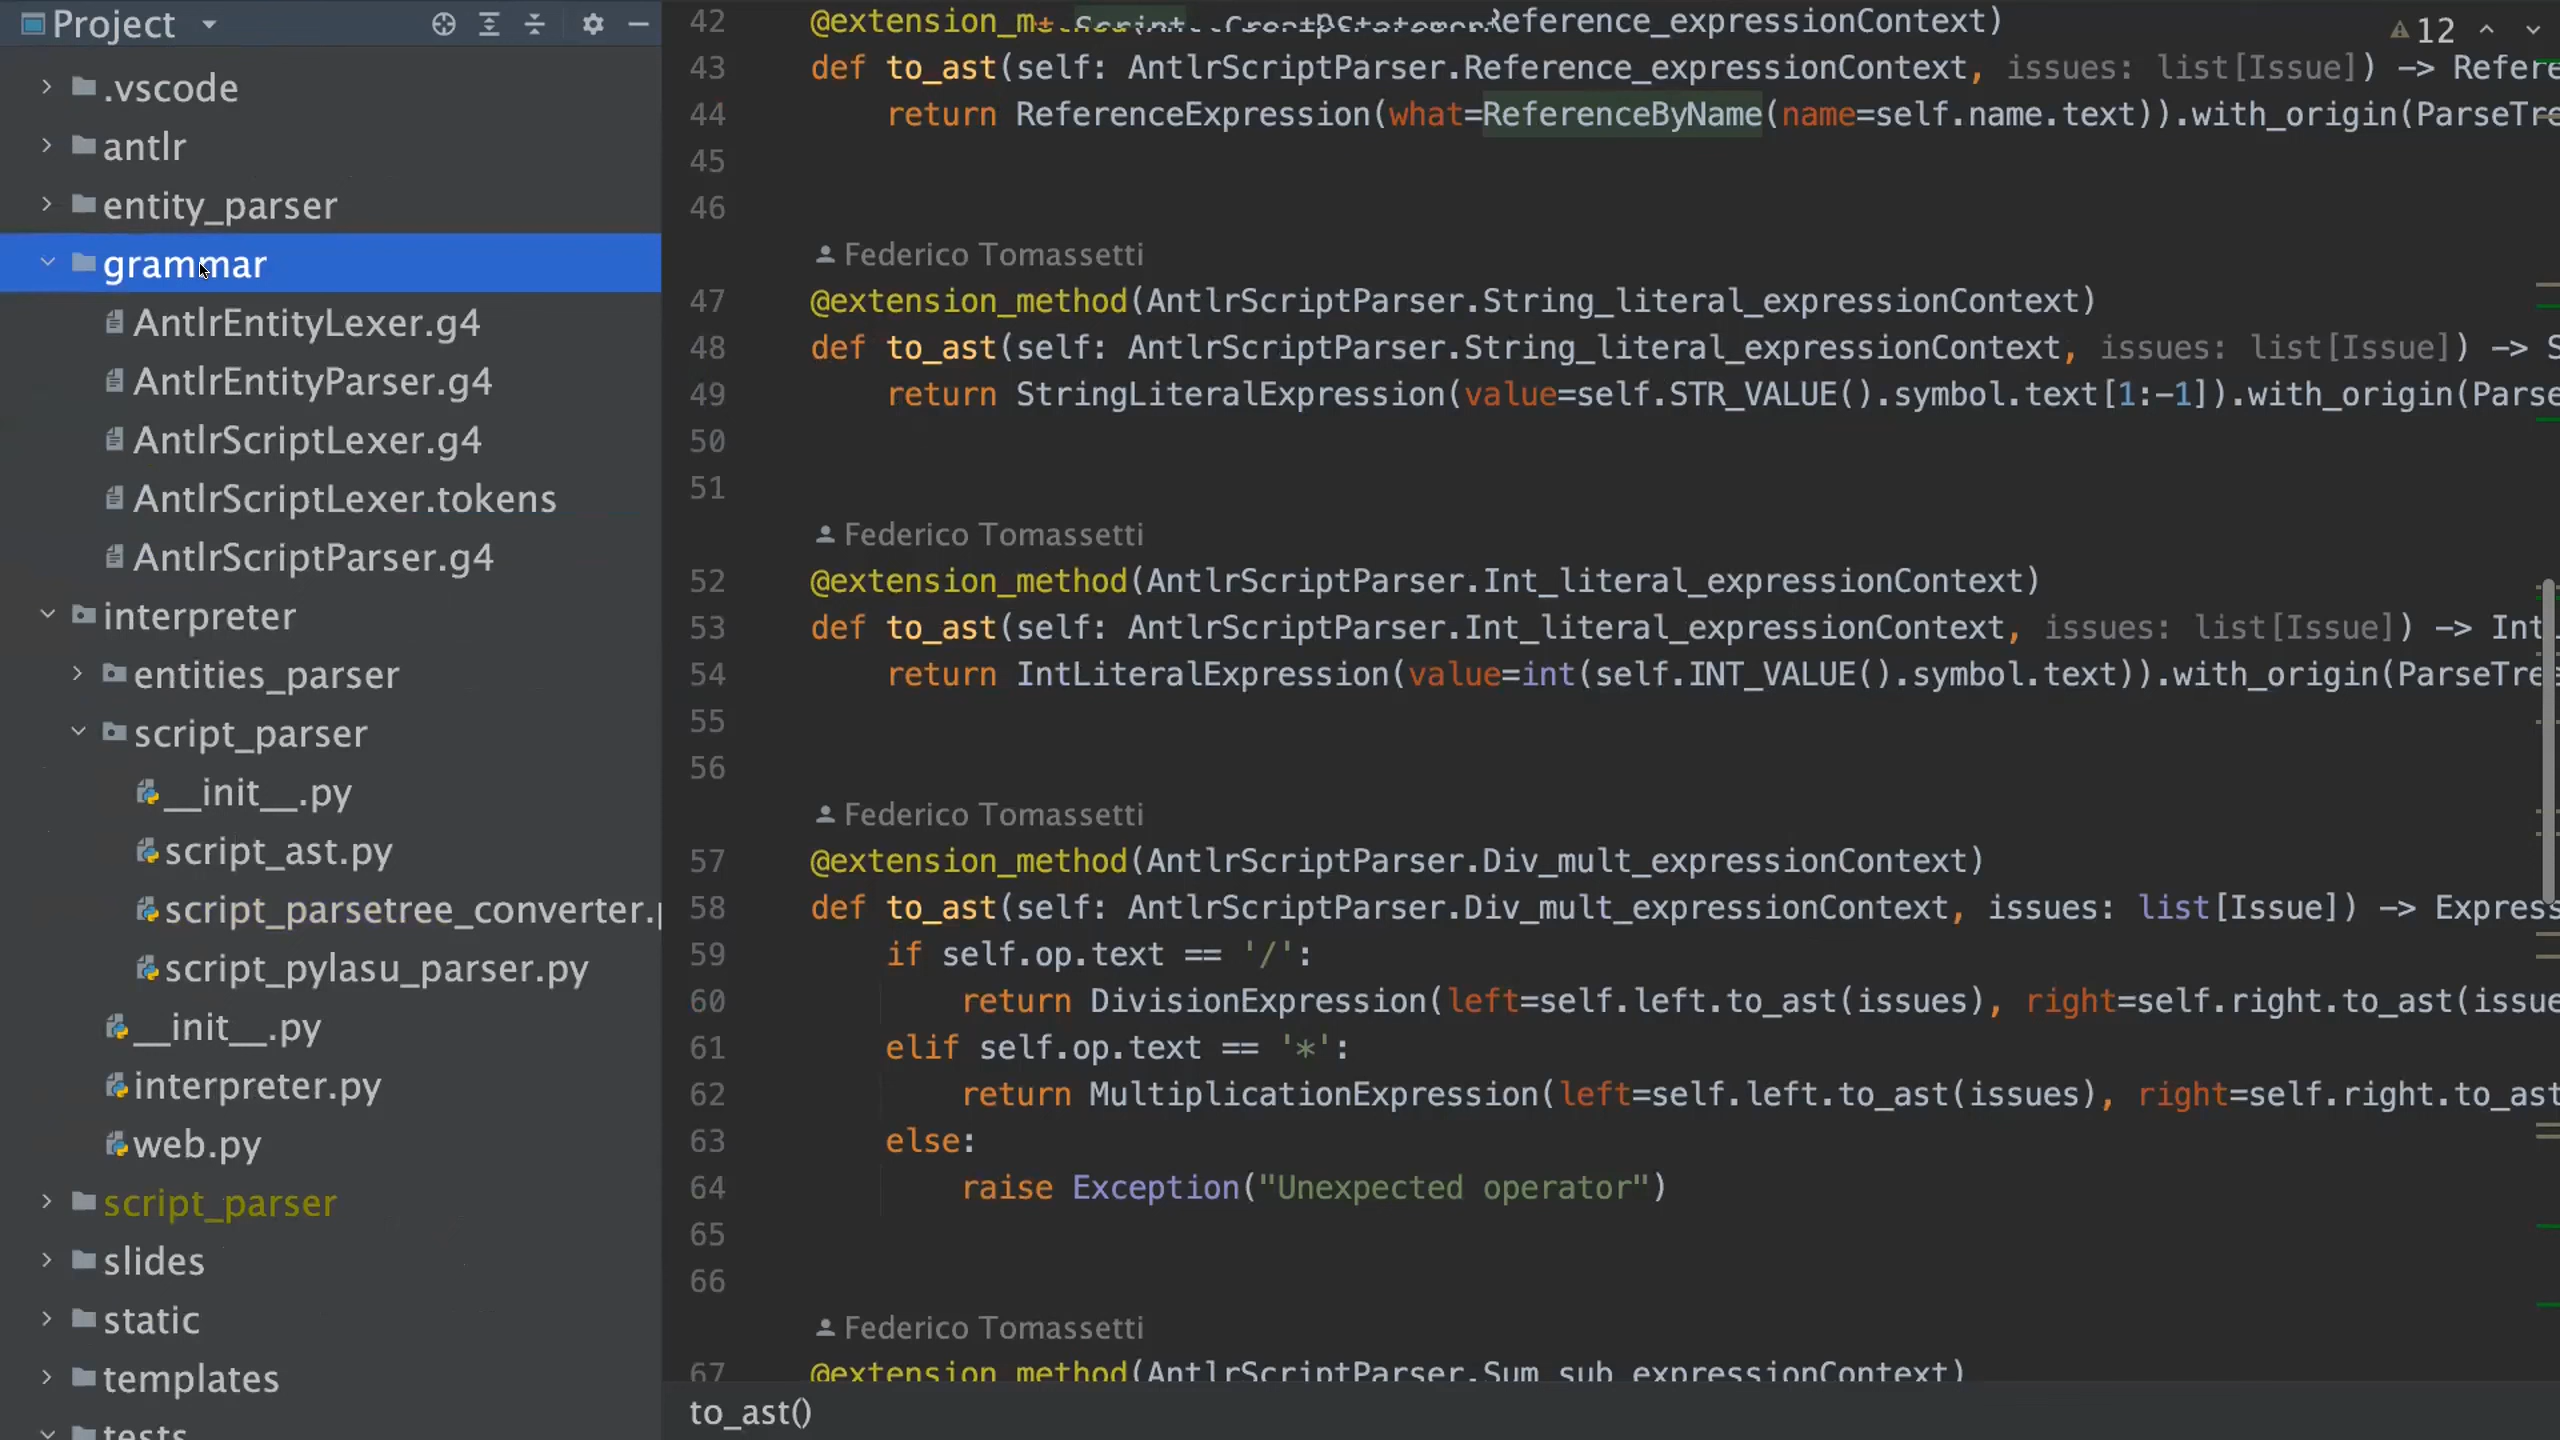 Project
.vscode
antlr
entity_parser
grammar
AntlrEntityLexer.g4
AntlrEntityParser.g4
AntlrScriptLexer.g4
AntlrScriptLexer.tokens
AntlrScriptParser.g4
interpreter
entities_parser
script_parser
__init__.py
script_ast.py
script_parsetree_converter.p
script_pylasu_parser.py
__init__.py
interpreter.py
web.py
script_parser
slides
static
templates
tests
12
42 @extension_m Reference_expressionContext)
43 def to_ast(self: AntlrScriptParser.Reference_expressionContext, issues: list[Issue]) -> Refere
44 return ReferenceExpression(what=ReferenceByName(name=self.name.text)).with_origin(ParseTre
45
46
Federico Tomassetti
47 @extension_method(AntlrScriptParser.String_literal_expressionContext)
48 def to_ast(self: AntlrScriptParser.String_literal_expressionContext, issues: list[Issue]) -> S
49 return StringLiteralExpression(value=self.STR_VALUE().symbol.text[1:-1]).with_origin(Parse
50
51
Federico Tomassetti
52 @extension_method(AntlrScriptParser.Int_literal_expressionContext)
53 def to_ast(self: AntlrScriptParser.Int_literal_expressionContext, issues: list[Issue]) -> Int
54 return IntLiteralExpression(value=int(self.INT_VALUE().symbol.text)).with_origin(ParseTre
55
56
Federico Tomassetti
57 @extension_method(AntlrScriptParser.Div_mult_expressionContext)
58 def to_ast(self: AntlrScriptParser.Div_mult_expressionContext, issues: list[Issue]) -> Express
59 if self.op.text == '/':
60 return DivisionExpression(left=self.left.to_ast(issues), right=self.right.to_ast(issue
61 elif self.op.text == '*':
62 return MultiplicationExpression(left=self.left.to_ast(issues), right=self.right.to_ast
63 else:
64 raise Exception("Unexpected operator")
65
66
Federico Tomassetti
67 @extension_method(AntlrScriptParser.Sum_sub_expressionContext)
to_ast()